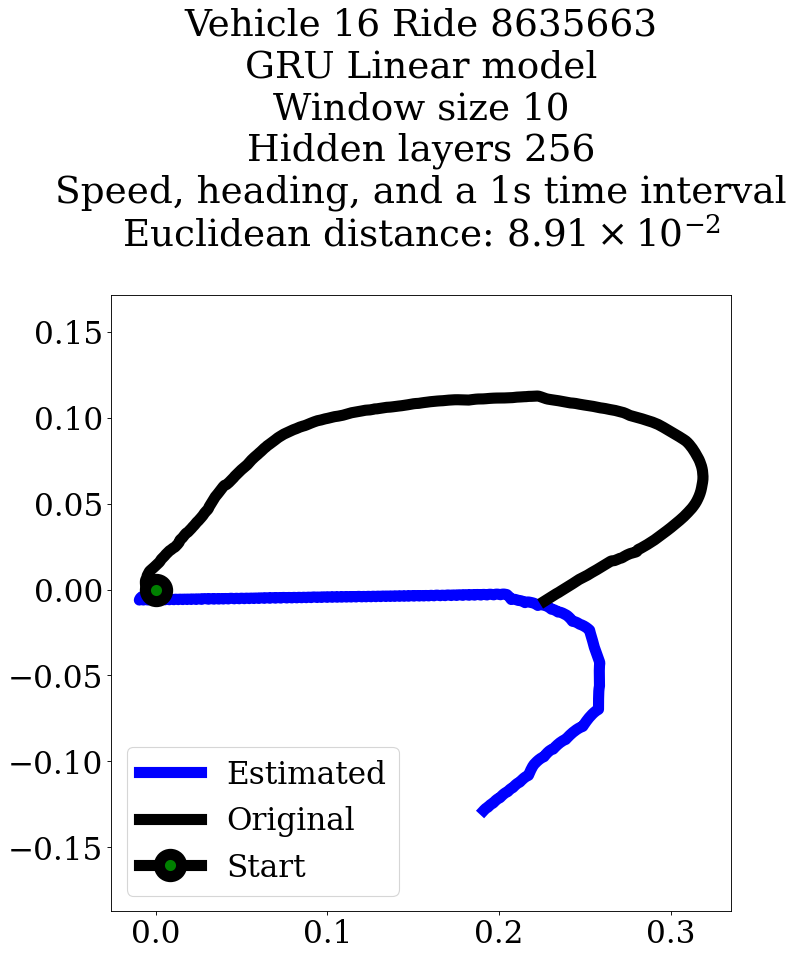 Vehicle 16 Ride 8635663
GRU Linear model
Window size 10
Hidden layers 256
Speed, heading, and a 1s time interval
Euclidean distance: 8.91 × 10⁻²
0.15
0.10
0.05
0.00
−0.05
−0.10
−0.15
Estimated
Original
Start
0.0 0.1 0.2 0.3